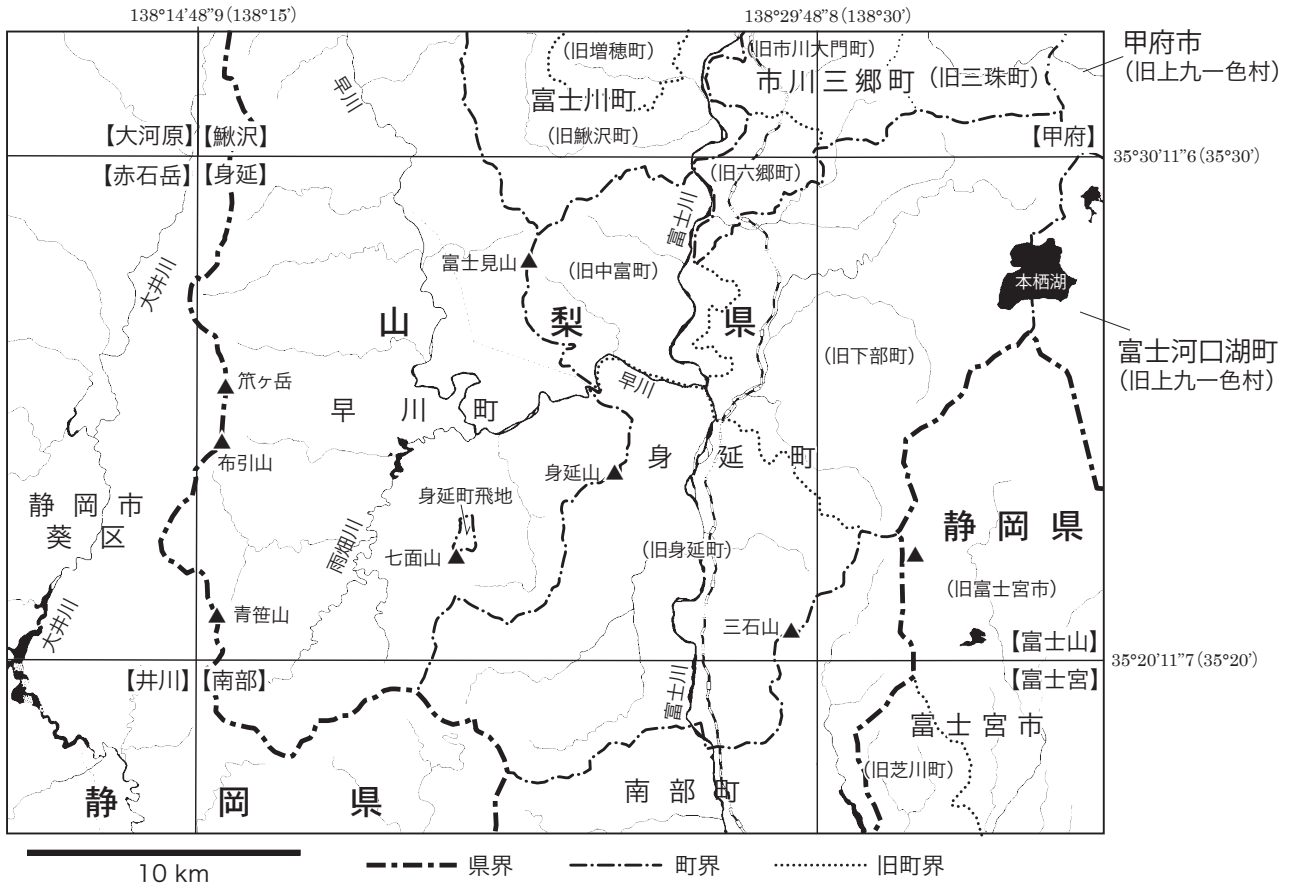 138°14'48"9(138°15')
138°29'48"8(138°30')
(旧増穂町)
(旧市川大門町)
甲府市
(旧上九一色村)
市川三郷町
(旧三珠町)
早川
富士川町
(旧鰍沢町)
【大河原】
【鰍沢】
【甲府】
35°30'11"6(35°30')
【赤石岳】
【身延】
(旧六郷町)
富士川
大井川
富士見山
(旧中富町)
本栖湖
山梨県
富士河口湖町
(旧上九一色村)
(旧下部町)
笊ヶ岳
早川
早川町
布引山
身延町
身延山
静岡市
葵区
身延町飛地
静岡県
雨畑川
七面山
(旧身延町)
(旧富士宮市)
大井川
青笹山
三石山
【富士山】
35°20'11"7(35°20')
【井川】
【南部】
【富士宮】
富士川
富士宮市
(旧芝川町)
静岡県
南部町
10 km
県界
町界
旧町界